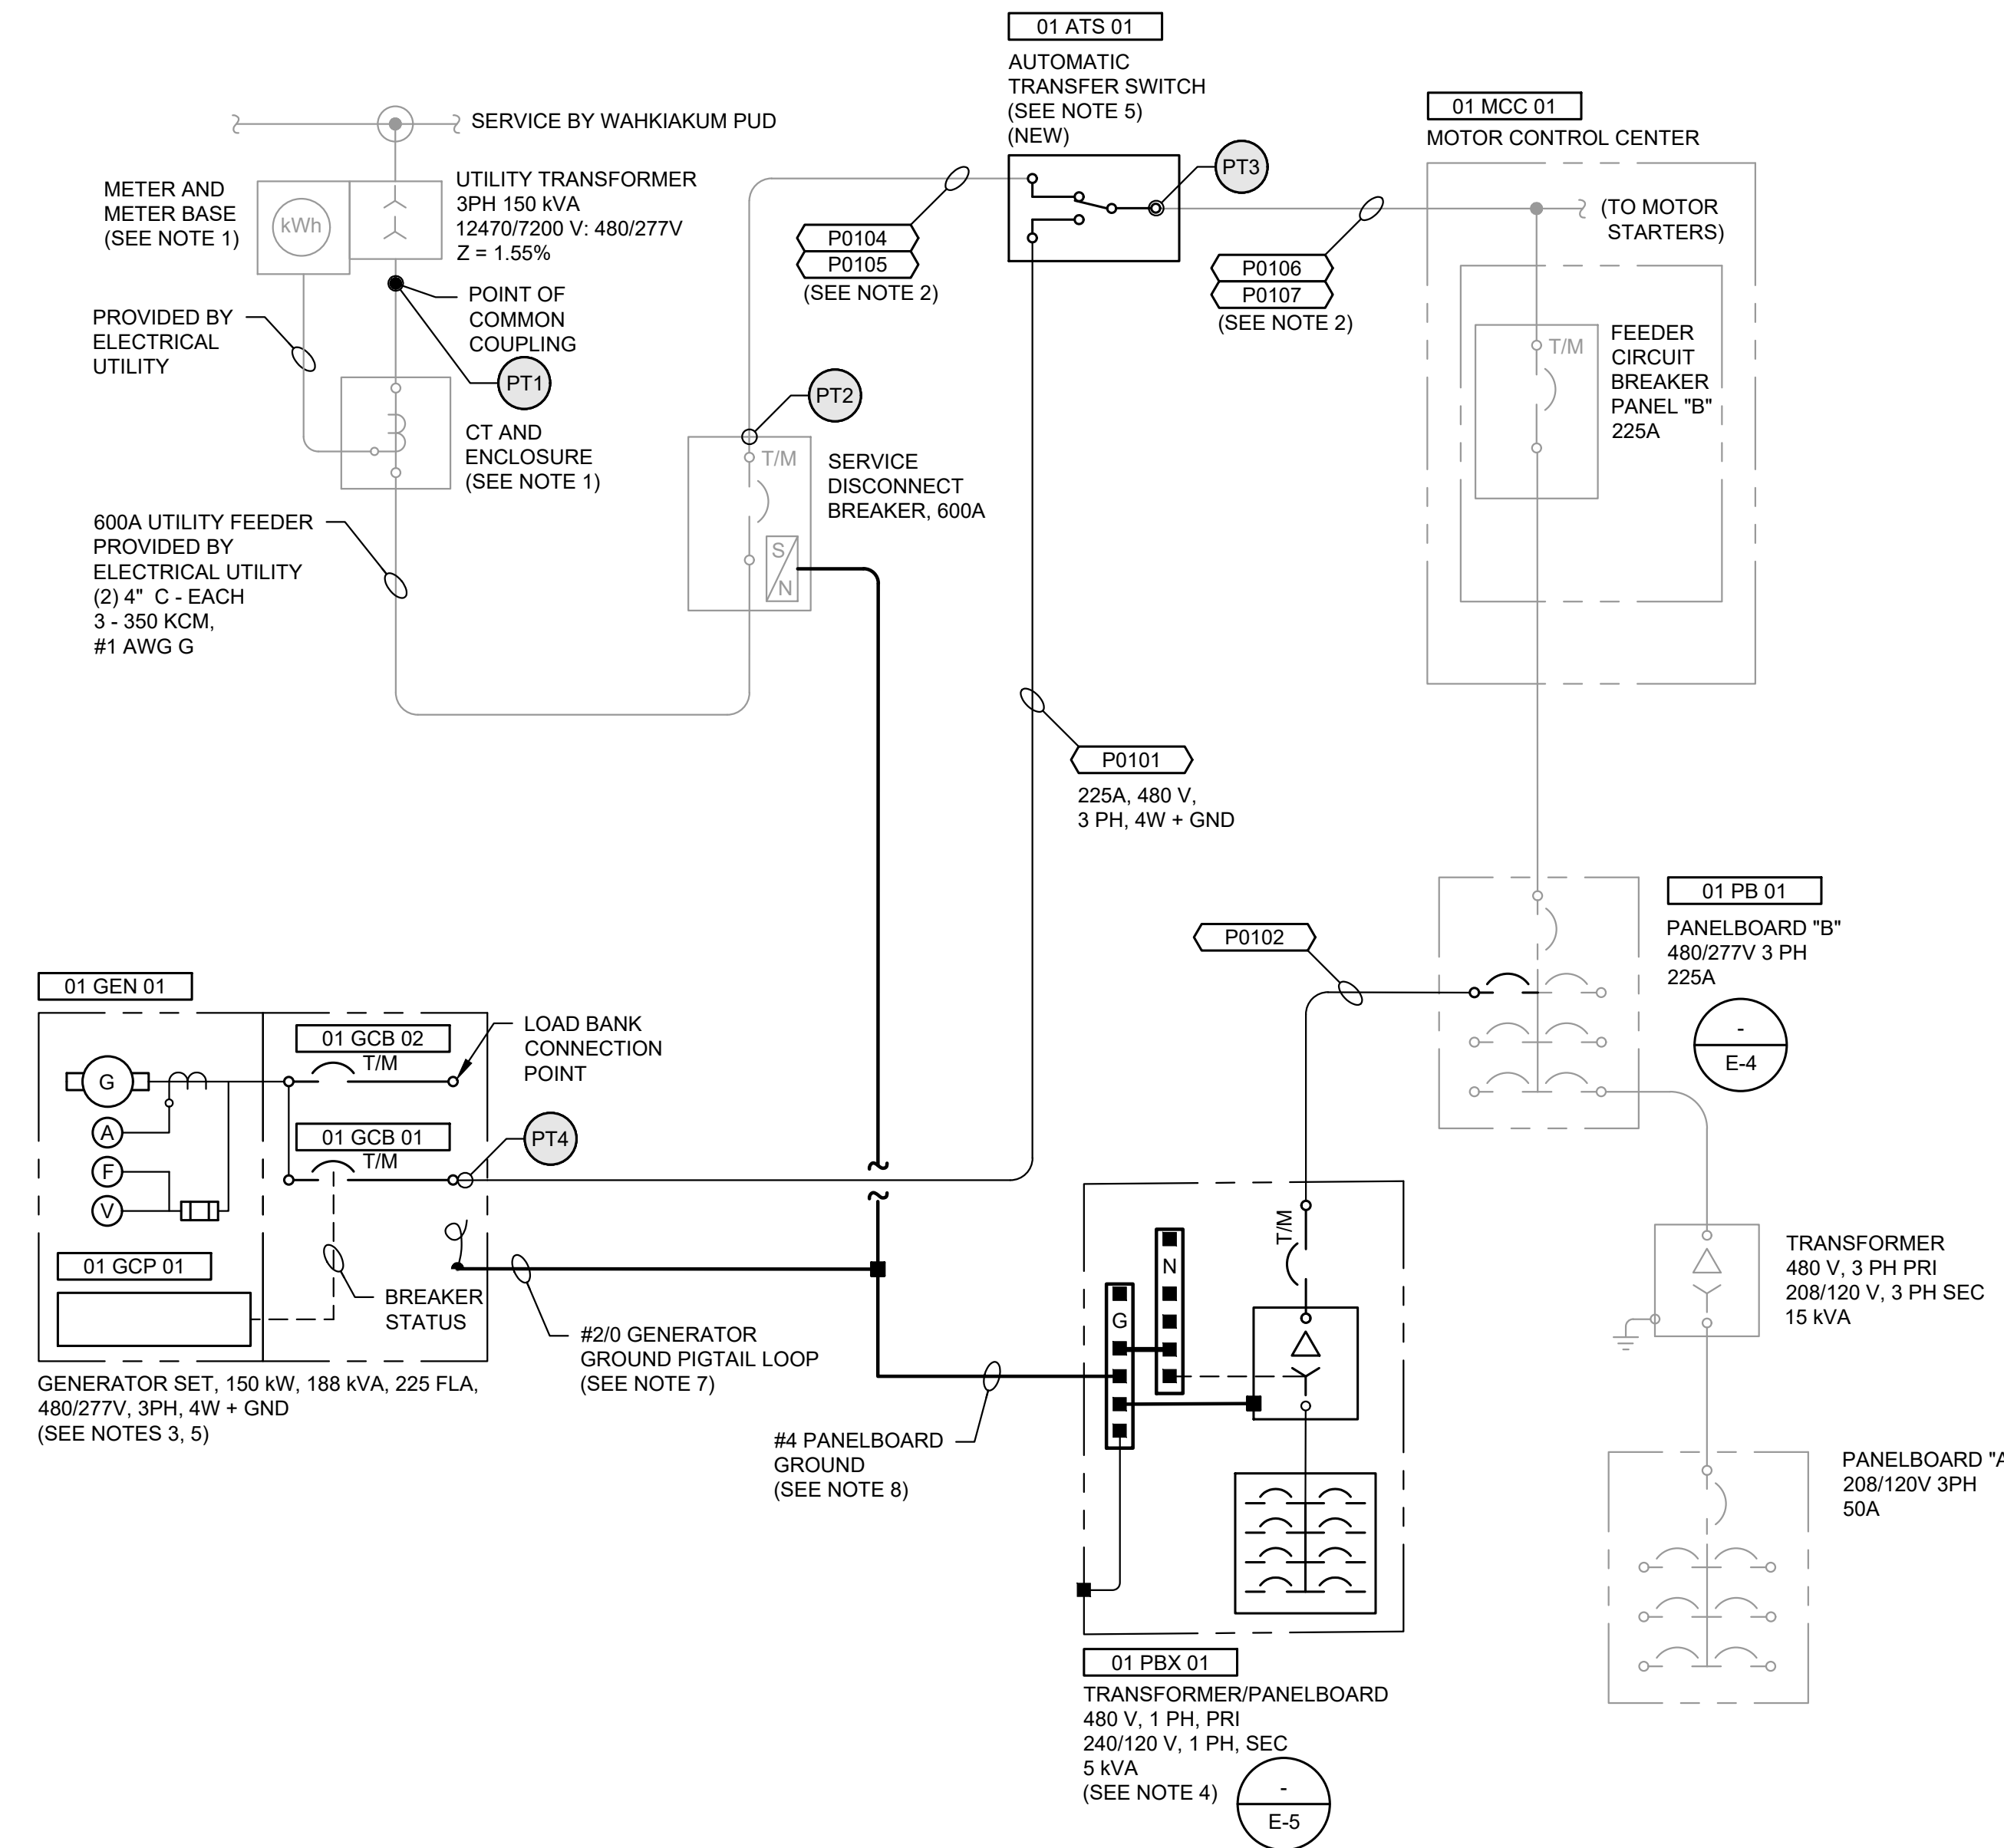 01 ATS 01
AUTOMATIC
TRANSFER SWITCH
(SEE NOTE 5)
(NEW)
01 MCC 01
MOTOR CONTROL CENTER
SERVICE BY WAHKIAKUM PUD
METER AND
METER BASE
(SEE NOTE 1)
kWh
UTILITY TRANSFORMER
3PH 150 kVA
12470/7200 V: 480/277V
Z = 1.55%
PT3
P0104
P0105
(SEE NOTE 2)
P0106
P0107
(SEE NOTE 2)
(TO MOTOR
STARTERS)
POINT OF
COMMON
COUPLING
PROVIDED BY
ELECTRICAL
UTILITY
PT1
PT2
T/M
FEEDER
CIRCUIT
BREAKER
PANEL "B"
225A
CT AND
ENCLOSURE
(SEE NOTE 1)
T/M
SERVICE
DISCONNECT
BREAKER, 600A
S
N
600A UTILITY FEEDER
PROVIDED BY
ELECTRICAL UTILITY
(2) 4" C - EACH
3 - 350 KCM,
#1 AWG G
P0101
225A, 480 V,
3 PH, 4W + GND
01 PB 01
PANELBOARD "B"
480/277V 3 PH
225A
-
E-4
P0102
01 GEN 01
01 GCB 02
T/M
LOAD BANK
CONNECTION
POINT
G
A
F
V
01 GCB 01
T/M
PT4
01 GCP 01
BREAKER
STATUS
#2/0 GENERATOR
GROUND PIGTAIL LOOP
(SEE NOTE 7)
GENERATOR SET, 150 kW, 188 kVA, 225 FLA,
480/277V, 3PH, 4W + GND
(SEE NOTES 3, 5)
#4 PANELBOARD
GROUND
(SEE NOTE 8)
T/M
N
G
TRANSFORMER
480 V, 3 PH PRI
208/120 V, 3 PH SEC
15 kVA
PANELBOARD "A
208/120V 3PH
50A
01 PBX 01
TRANSFORMER/PANELBOARD
480 V, 1 PH, PRI
240/120 V, 1 PH, SEC
5 kVA
(SEE NOTE 4)
-
E-5